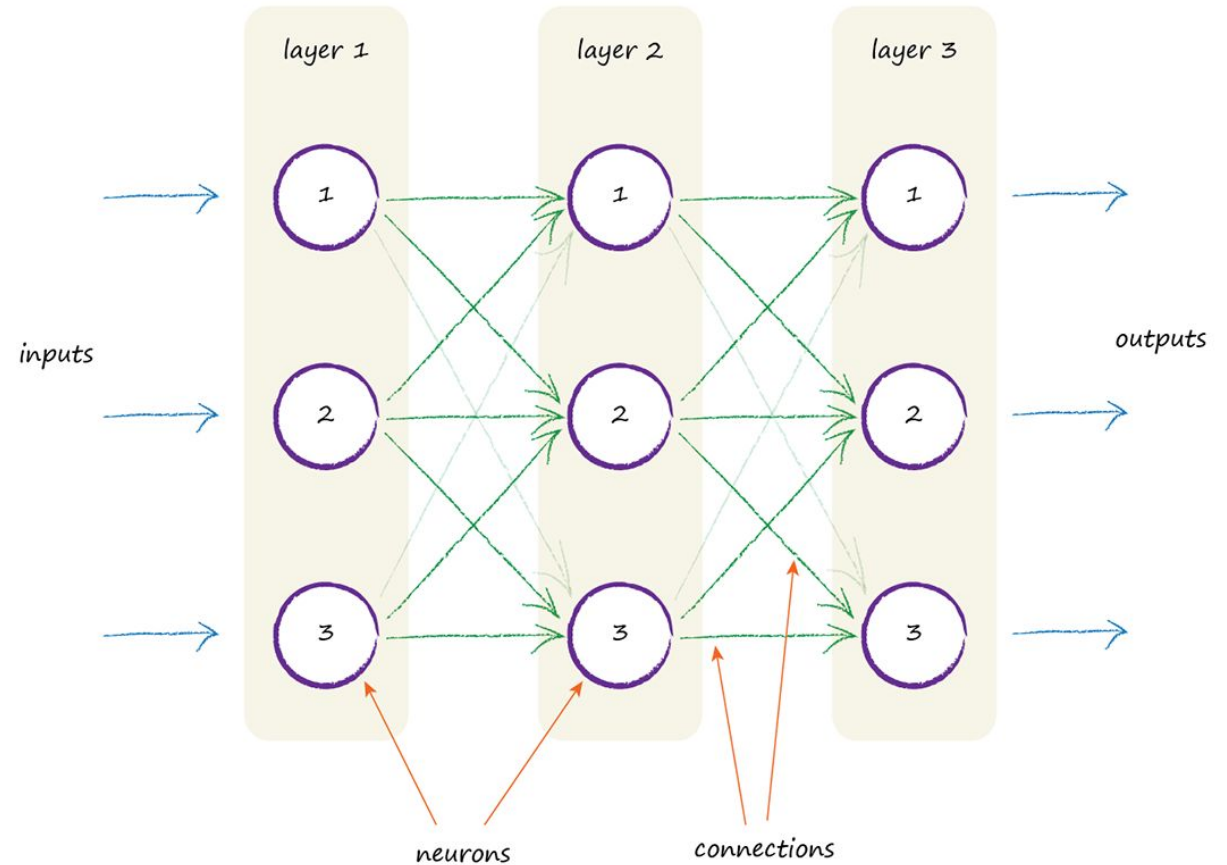 layer 1
layer 2
layer 3
1
1
1
inputs
outputs
2
2
2
3
3
3
neurons
connections